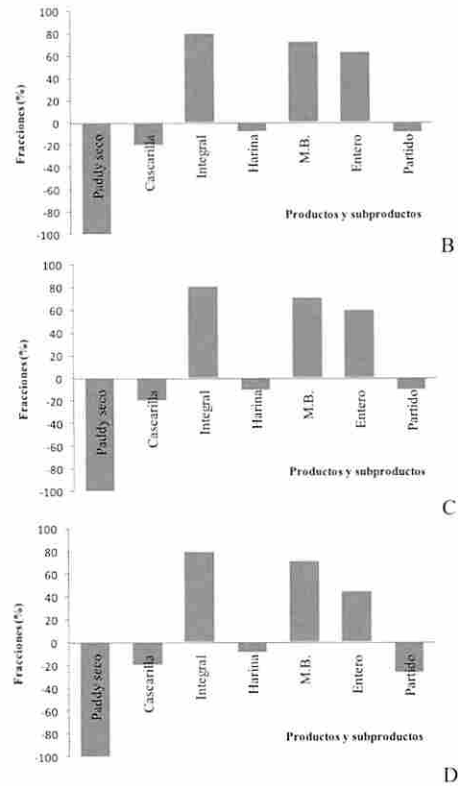 80
60
40
20
0
-20
-40
-60
-80
-100
Fracciones (%)
Paddy seco
Cascarilla
Integral
Harina
M.B.
Entero
Partido
Productos y subproductos
B
100
80
60
40
20
0
-20
-40
-60
-80
-100
Fracciones (%)
Paddy seco
Cascarilla
Integral
Harina
M.B.
Entero
Partido
Productos y subproductos
C
100
80
60
40
20
0
-20
-40
-60
-80
-100
Fracciones (%)
Paddy seco
Cascarilla
Integral
Harina
M.B.
Entero
Partido
Productos y subproductos
D